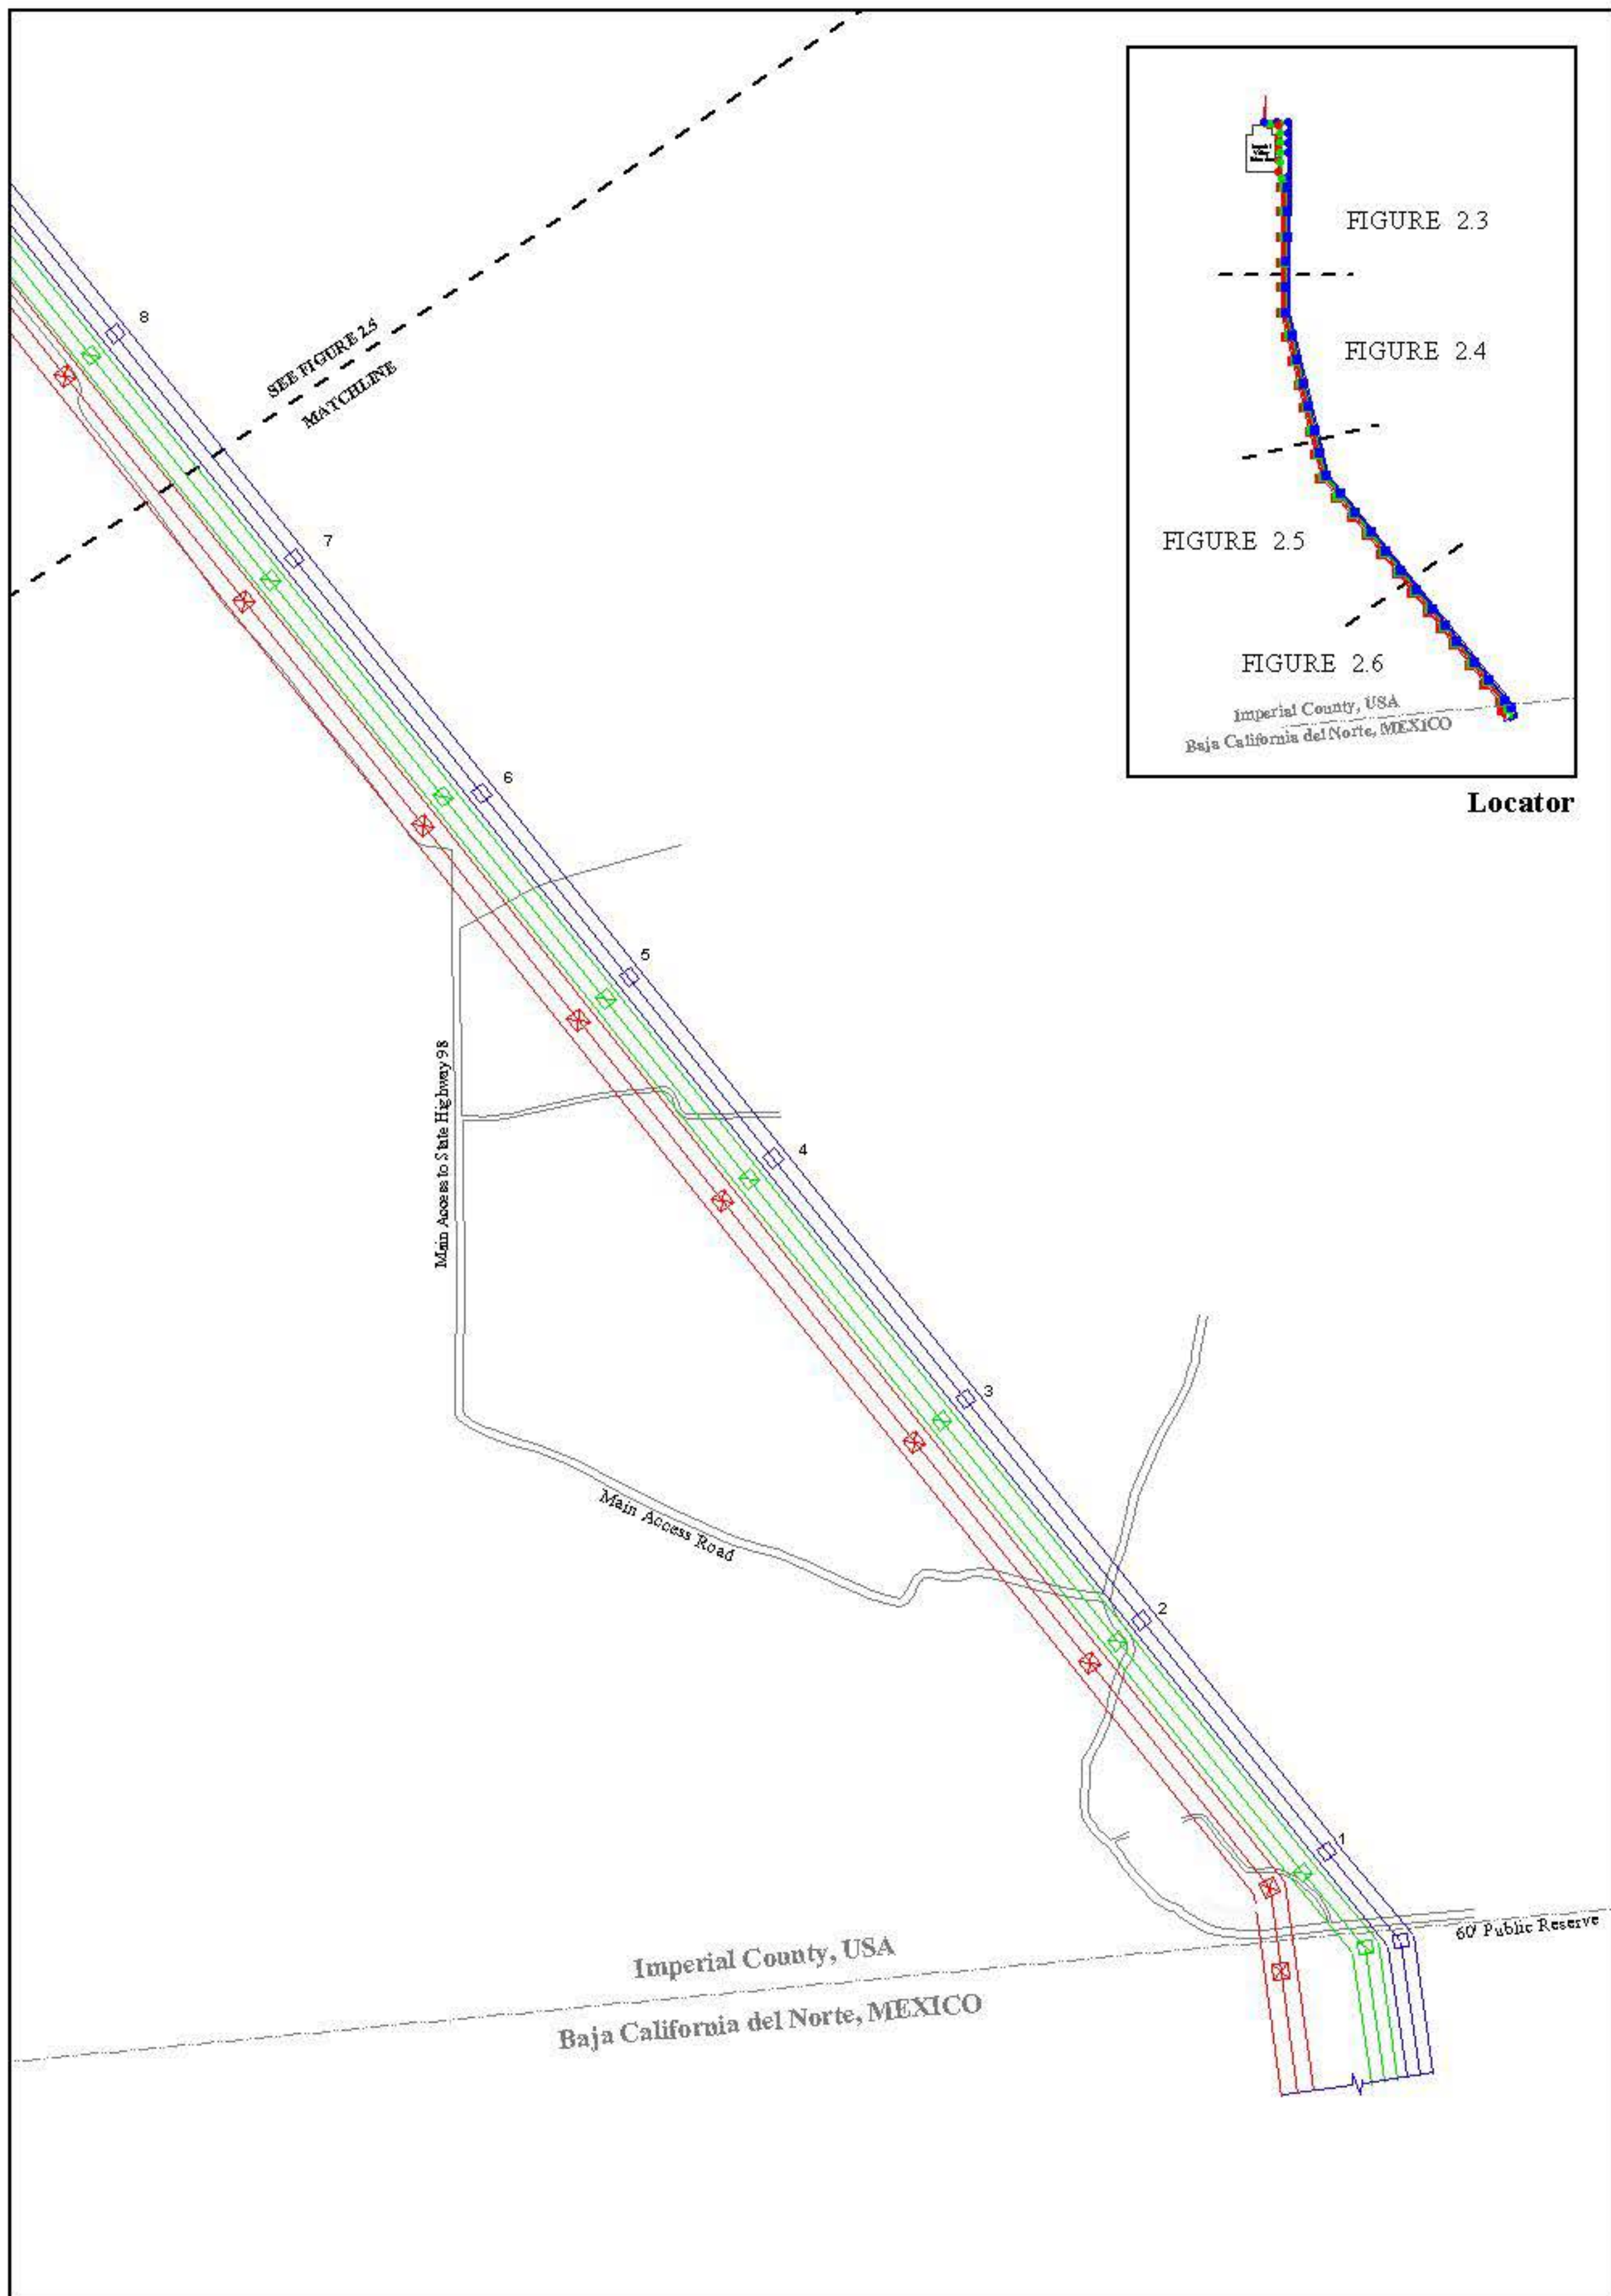 FIGURE 2.3
FIGURE 2.4
FIGURE 2.5
FIGURE 2.6
Imperial County, USA
Baja California del Norte, MEXICO
Locator
8
SEE FIGURE 2.5
MATCHLINE
7
6
5
Main Access to State Highway 98
4
3
Main Access Road
2
1
60' Public Reserve
Imperial County, USA
Baja California del Norte, MEXICO